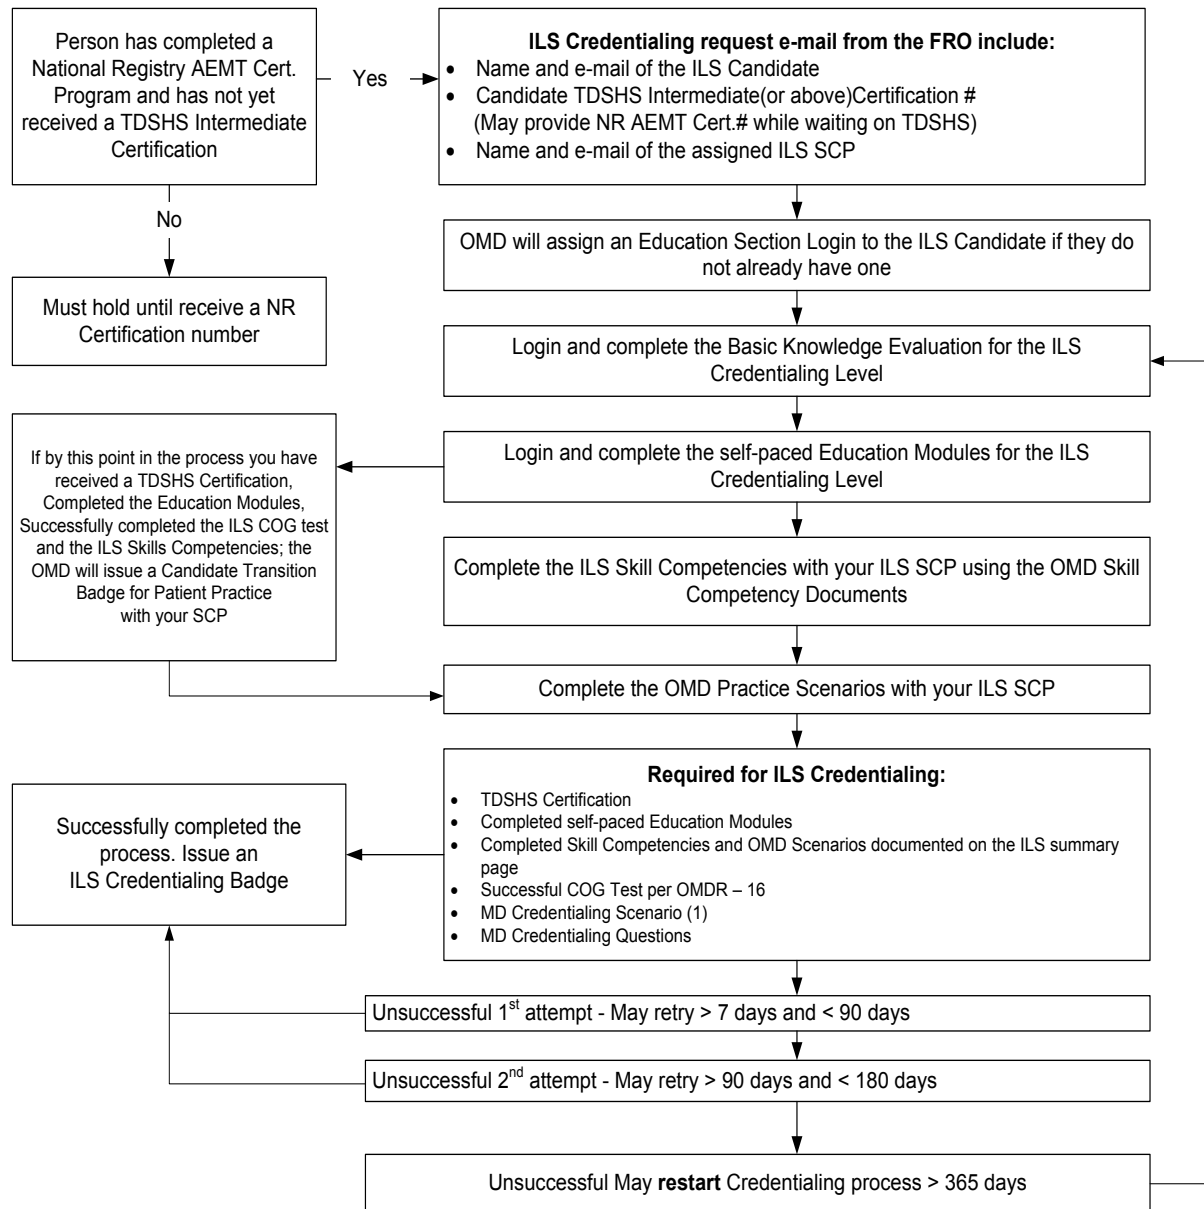 Person has completed a
National Registry AEMT Cert.
Program and has not yet
received a TDSHS Intermediate
Certification
Yes
ILS Credentialing request e-mail from the FRO include:
• Name and e-mail of the ILS Candidate
• Candidate TDSHS Intermediate(or above)Certification #
(May provide NR AEMT Cert.# while waiting on TDSHS)
• Name and e-mail of the assigned ILS SCP
No
Must hold until receive a NR
Certification number
OMD will assign an Education Section Login to the ILS Candidate if they do
not already have one
Login and complete the Basic Knowledge Evaluation for the ILS
Credentialing Level
Login and complete the self-paced Education Modules for the ILS
Credentialing Level
If by this point in the process you have
received a TDSHS Certification,
Completed the Education Modules,
Successfully completed the ILS COG test
and the ILS Skills Competencies; the
OMD will issue a Candidate Transition
Badge for Patient Practice
with your SCP
Complete the ILS Skill Competencies with your ILS SCP using the OMD Skill
Competency Documents
Complete the OMD Practice Scenarios with your ILS SCP
Required for ILS Credentialing:
• TDSHS Certification
• Completed self-paced Education Modules
• Completed Skill Competencies and OMD Scenarios documented on the ILS summary
page
• Successful COG Test per OMDR – 16
• MD Credentialing Scenario (1)
• MD Credentialing Questions
Successfully completed the
process. Issue an
ILS Credentialing Badge
Unsuccessful 1st attempt - May retry > 7 days and < 90 days
Unsuccessful 2nd attempt - May retry > 90 days and < 180 days
Unsuccessful May restart Credentialing process > 365 days